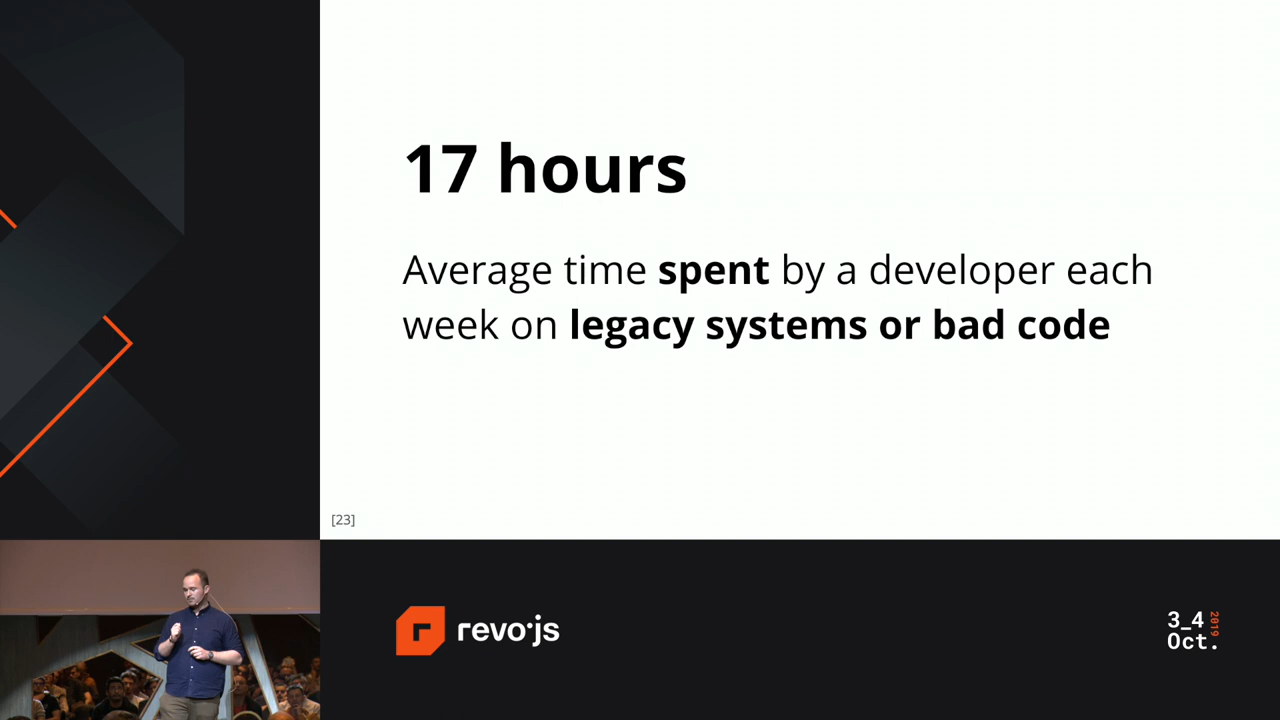 17 hours
Average time spent by a developer each
week on legacy systems or bad code
[23]
revo·js
3_4 2019
Oct.